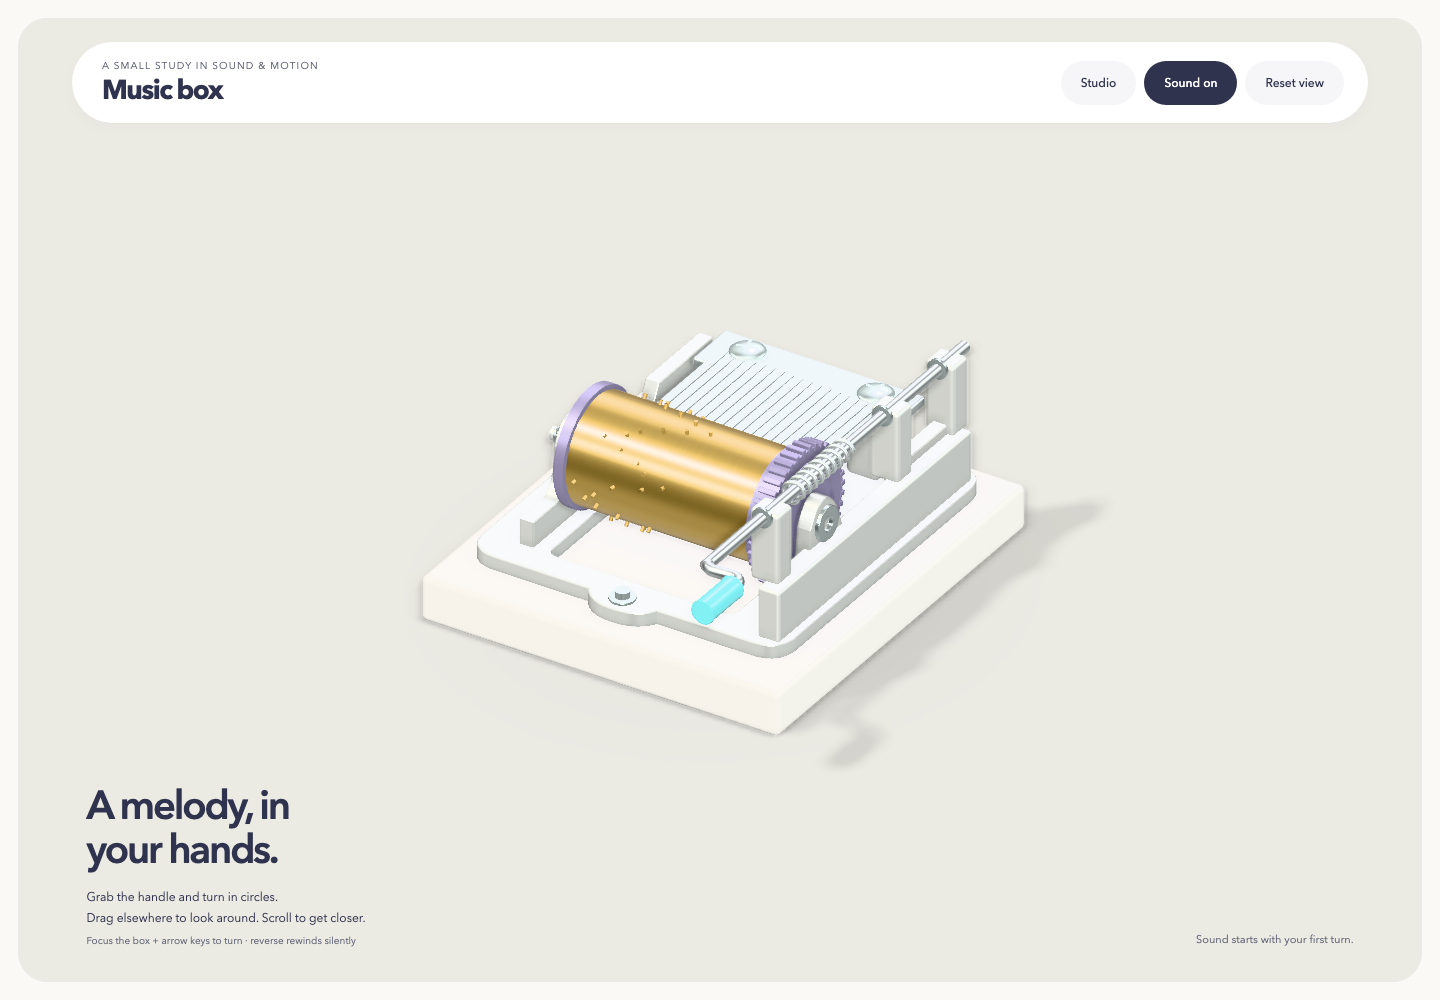 A SMALL STUDY IN SOUND & MOTION
Music box
Studio
Sound on
Reset view
A melody, in
your hands.
Grab the handle and turn in circles.
Drag elsewhere to look around. Scroll to get closer.
Focus the box + arrow keys to turn · reverse rewinds silently
Sound starts with your first turn.